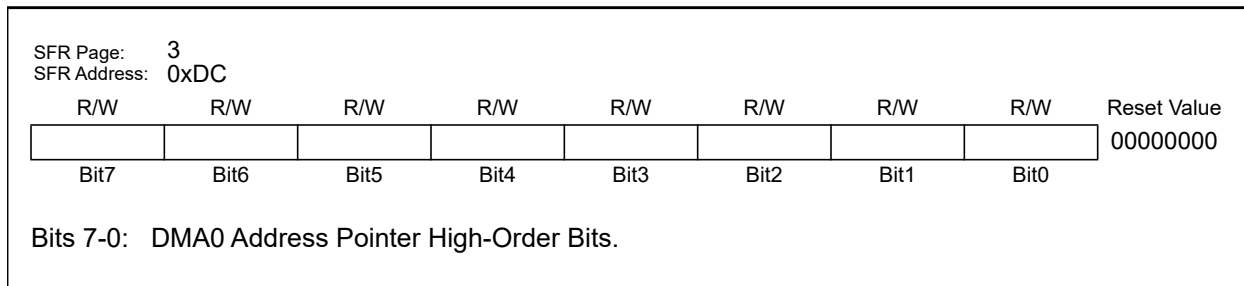 SFR Page: 3
SFR Address: 0xDC
R/W R/W R/W R/W R/W R/W R/W R/W Reset Value
00000000
Bit7 Bit6 Bit5 Bit4 Bit3 Bit2 Bit1 Bit0
Bits 7-0: DMA0 Address Pointer High-Order Bits.